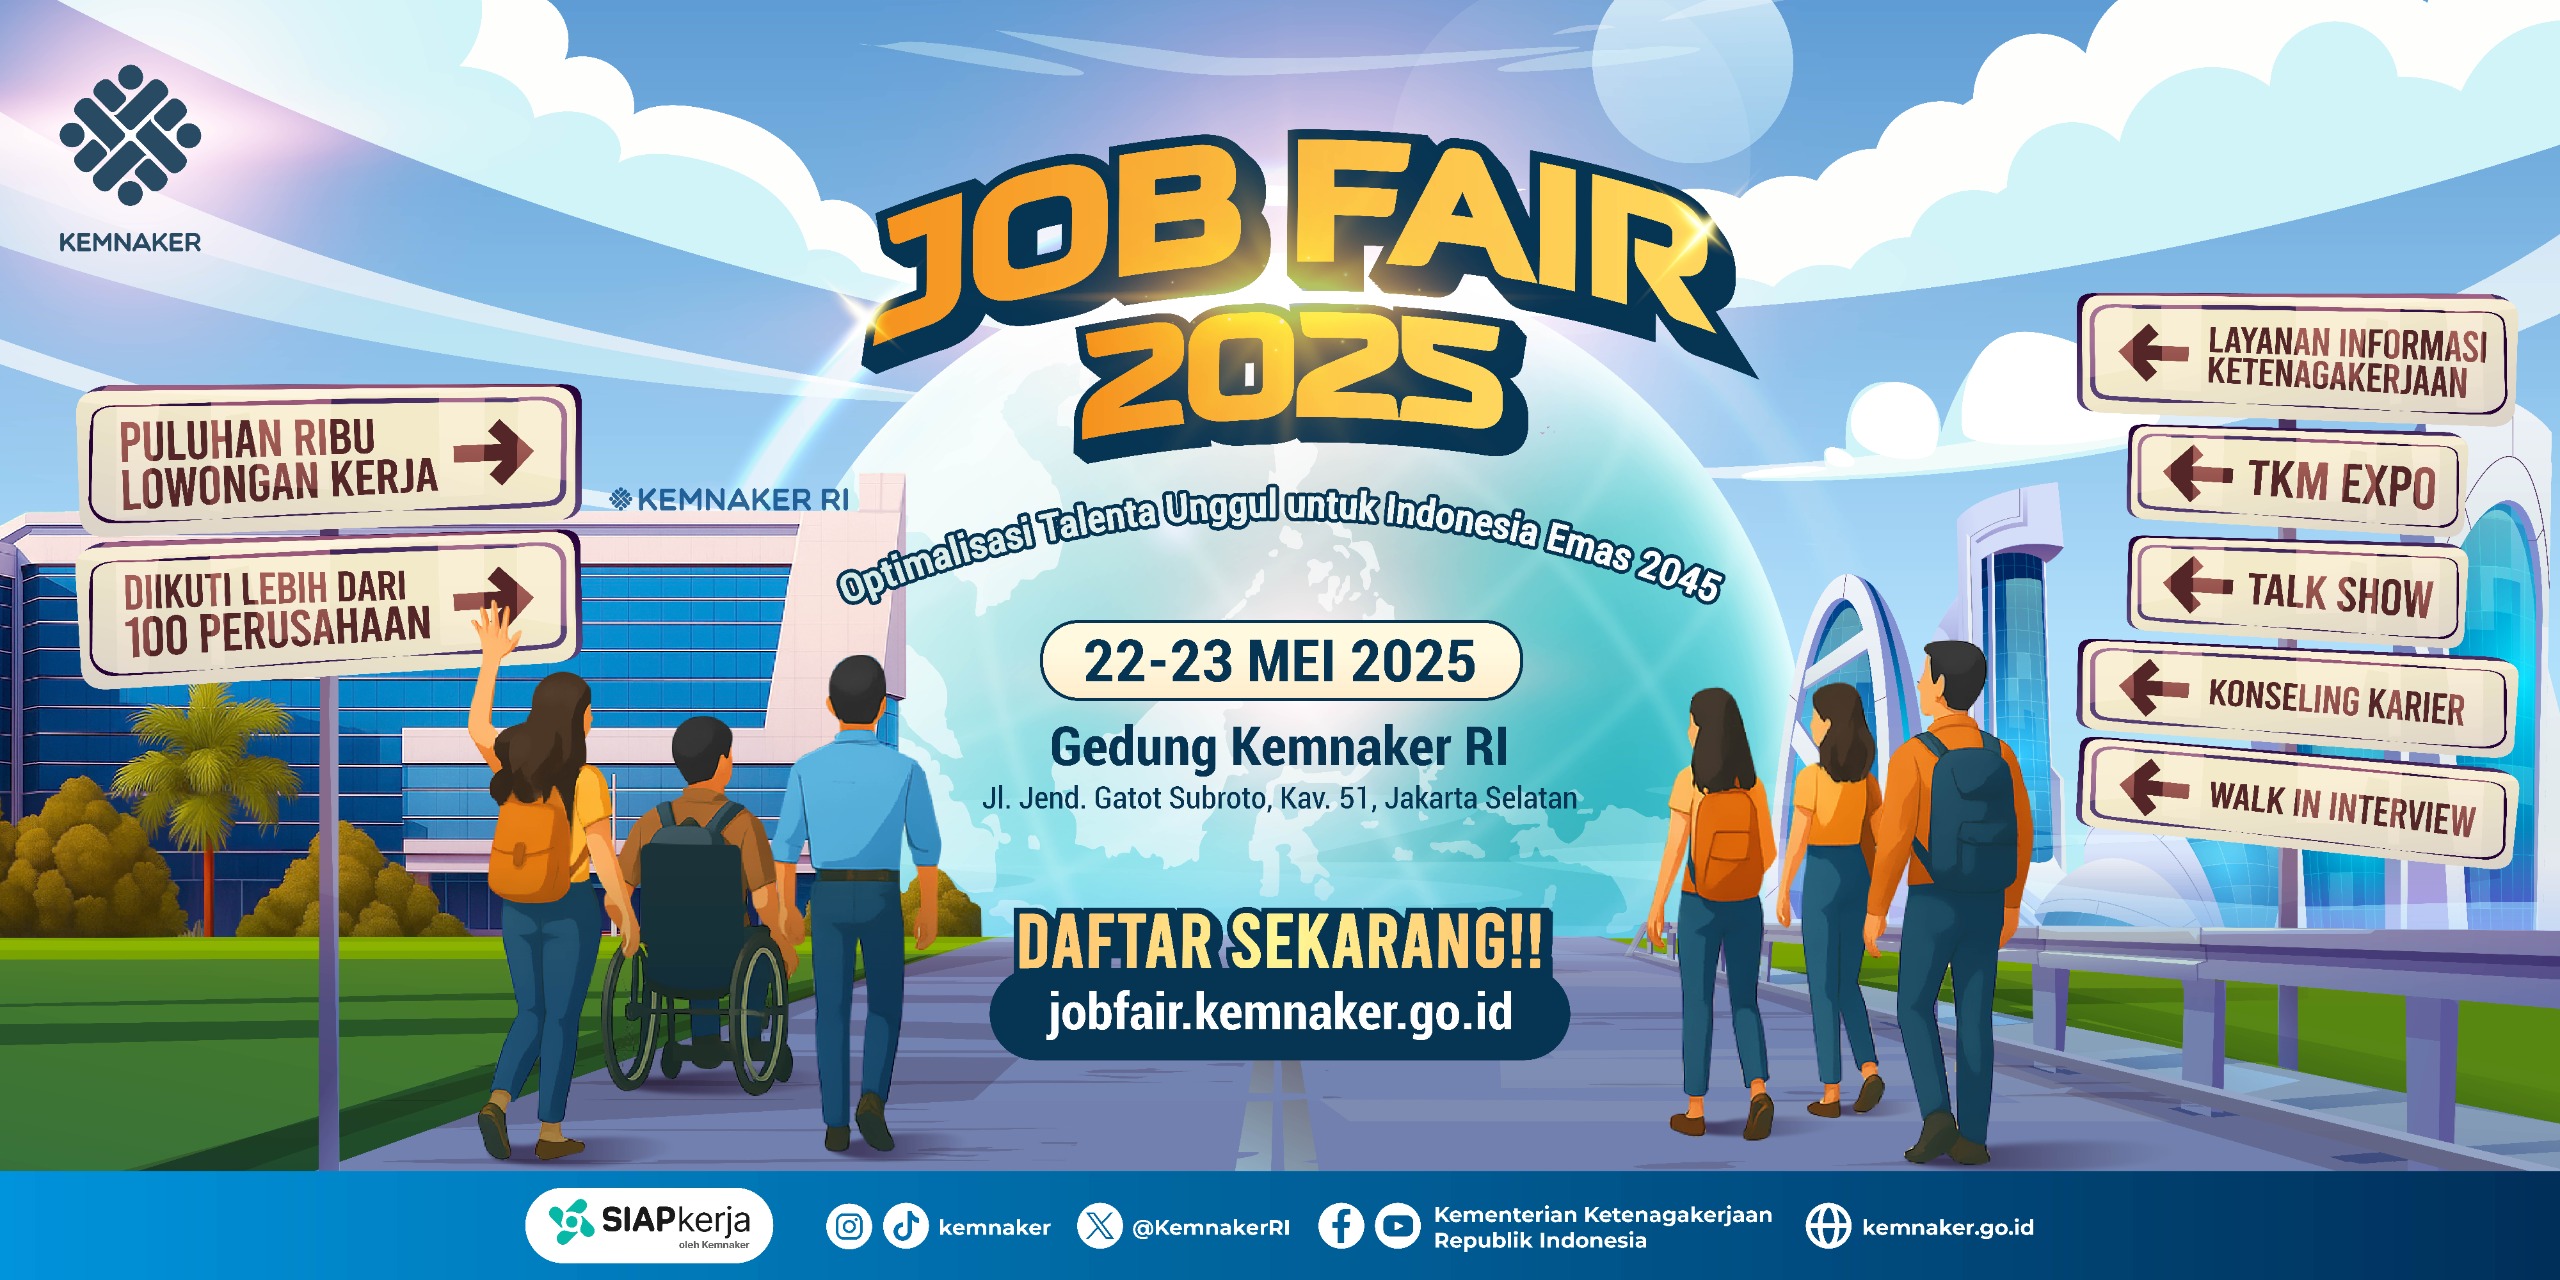 KEMNAKER
JOB FAIR
2025
Optimalisasi Talenta Unggul untuk Indonesia Emas 2045
22-23 MEI 2025
Gedung Kemnaker RI
Jl. Jend. Gatot Subroto, Kav. 51, Jakarta Selatan
DAFTAR SEKARANG!!
jobfair.kemnaker.go.id
PULUHAN RIBU
LOWONGAN KERJA
DIIKUTI LEBIH DARI
100 PERUSAHAAN
KEMNAKER RI
LAYANAN INFORMASI
KETENAGAKERJAAN
TKM EXPO
TALK SHOW
KONSELING KARIER
WALK IN INTERVIEW
SIAPkerja
oleh Kemnaker
kemnaker
@KemnakerRI
Kementerian Ketenagakerjaan
Republik Indonesia
kemnaker.go.id